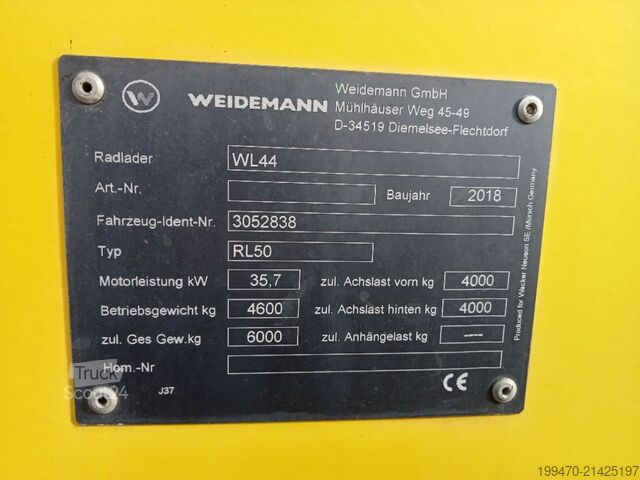 W WEIDEMANN
Weidemann GmbH
Mühlhäuser Weg 45-49
D-34519 Diemelsee-Flechtdorf
Radlader WL44
Art.-Nr. Baujahr 2018
Fahrzeug-Ident-Nr. 3052838
Typ RL50
Motorleistung kW 35,7 zul. Achslast vorn kg 4000
Betriebsgewicht kg 4600 zul. Achslast hinten kg 4000
zul. Ges Gew.kg 6000 zul. Anhängelast kg ----
Hom.-Nr
J37
CE
Produced for Wacker Neuson SE /Munich Germany
Truck
Scout24
199470-21425197